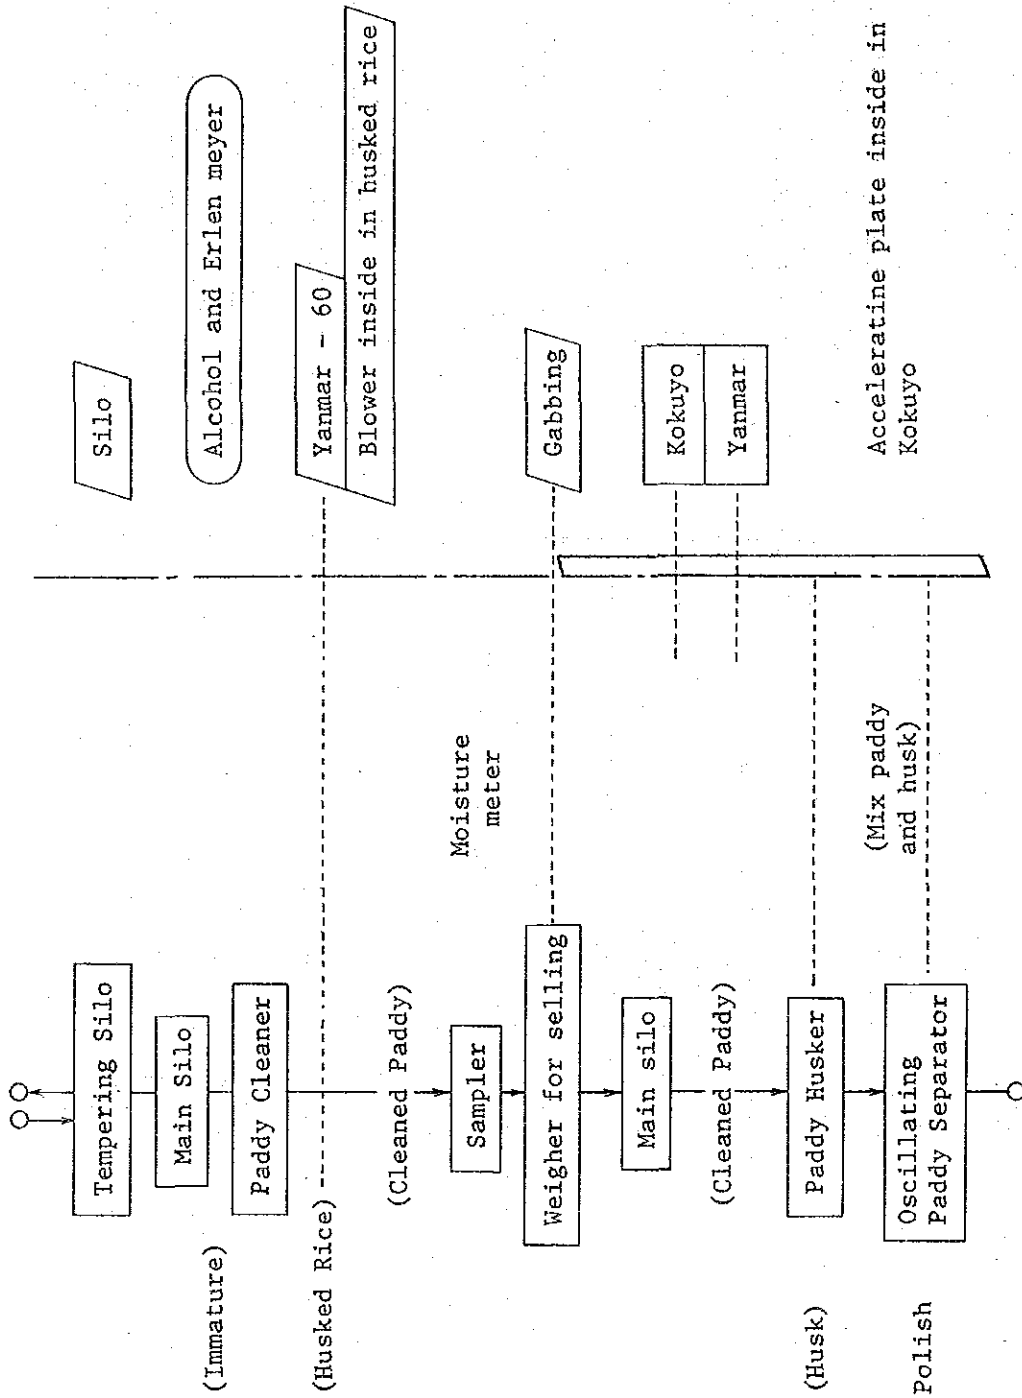 Silo
Alcohol and Erlen meyer
Yanmar - 60
Blower inside in husked rice
Gabbing
Kokuyo
Yanmar
Acceleratine plate inside in
Kokuyo
Moisture
meter
(Mix paddy
and husk)
Tempering Silo
Main Silo
Paddy Cleaner
(Cleaned Paddy)
Sampler
Weigher for selling
Main silo
(Cleaned Paddy)
Paddy Husker
Oscillating
Paddy Separator
(Immature)
(Husked Rice)
(Husk)
Polish